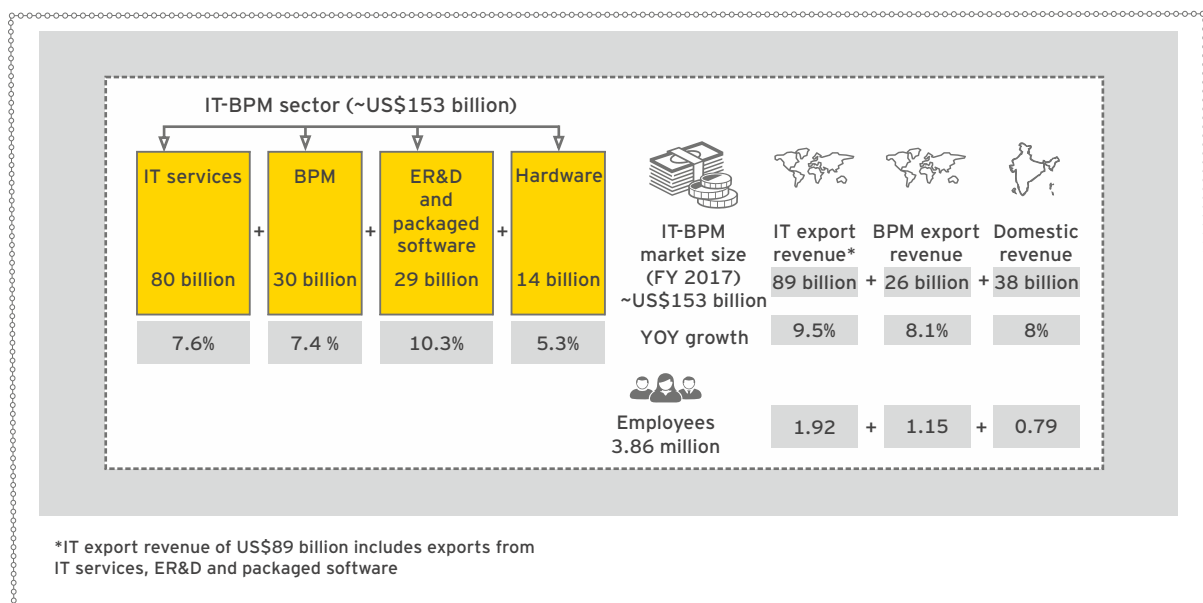 IT-BPM sector (~US$153 billion)
IT services
80 billion
7.6%
+
BPM
30 billion
7.4 %
+
ER&D
and
packaged
software
29 billion
10.3%
+
Hardware
14 billion
5.3%
IT-BPM
market size
(FY 2017)
~US$153 billion
IT export
revenue*
89 billion
+
BPM export
revenue
26 billion
+
Domestic
revenue
38 billion
YOY growth
9.5%
8.1%
8%
Employees
3.86 million
1.92
+
1.15
+
0.79
*IT export revenue of US$89 billion includes exports from
IT services, ER&D and packaged software